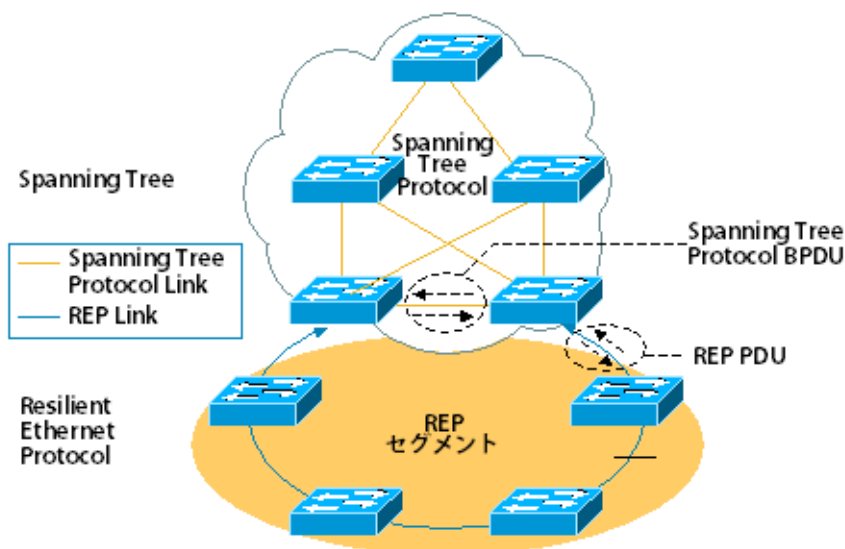 Spanning
Tree
Protocol
Spanning Tree
Spanning Tree
Protocol BPDU
Spanning Tree
Protocol Link
REP Link
REP PDU
Resilient
Ethernet
Protocol
REP
セグメント